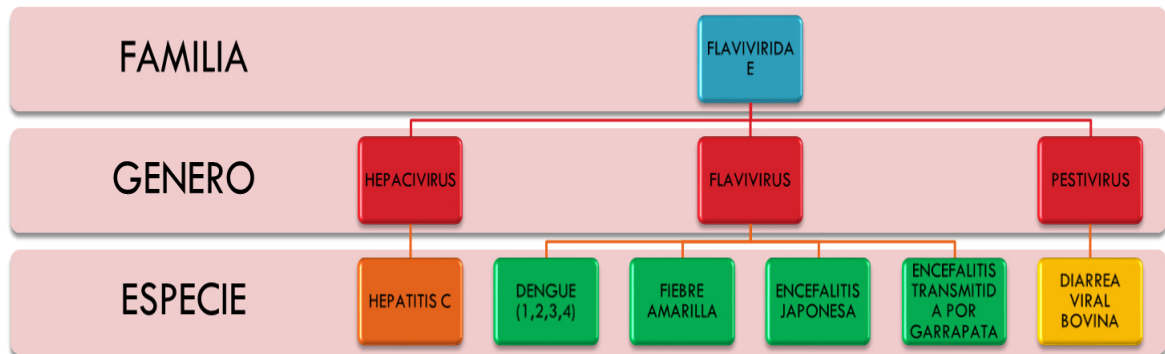 FAMILIA
FLAVIVIRIDA
E
GENERO
HEPACIVIRUS
FLAVIVIRUS
PESTIVIRUS
ESPECIE
HEPATITIS C
DENGUE
(1,2,3,4)
FIEBRE
AMARILLA
ENCEFALITIS
JAPONESA
ENCEFALITIS
TRANSMITID
A POR
GARRAPATA
DIARREA
VIRAL
BOVINA